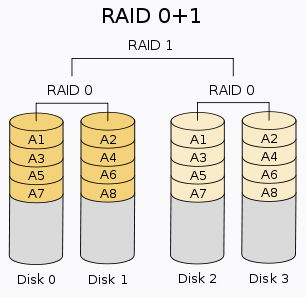 RAID 0+1
RAID 1
RAID 0 RAID 0
A1 A2 A1 A2
A3 A4 A3 A4
A5 A6 A5 A6
A7 A8 A7 A8
Disk 0 Disk 1 Disk 2 Disk 3